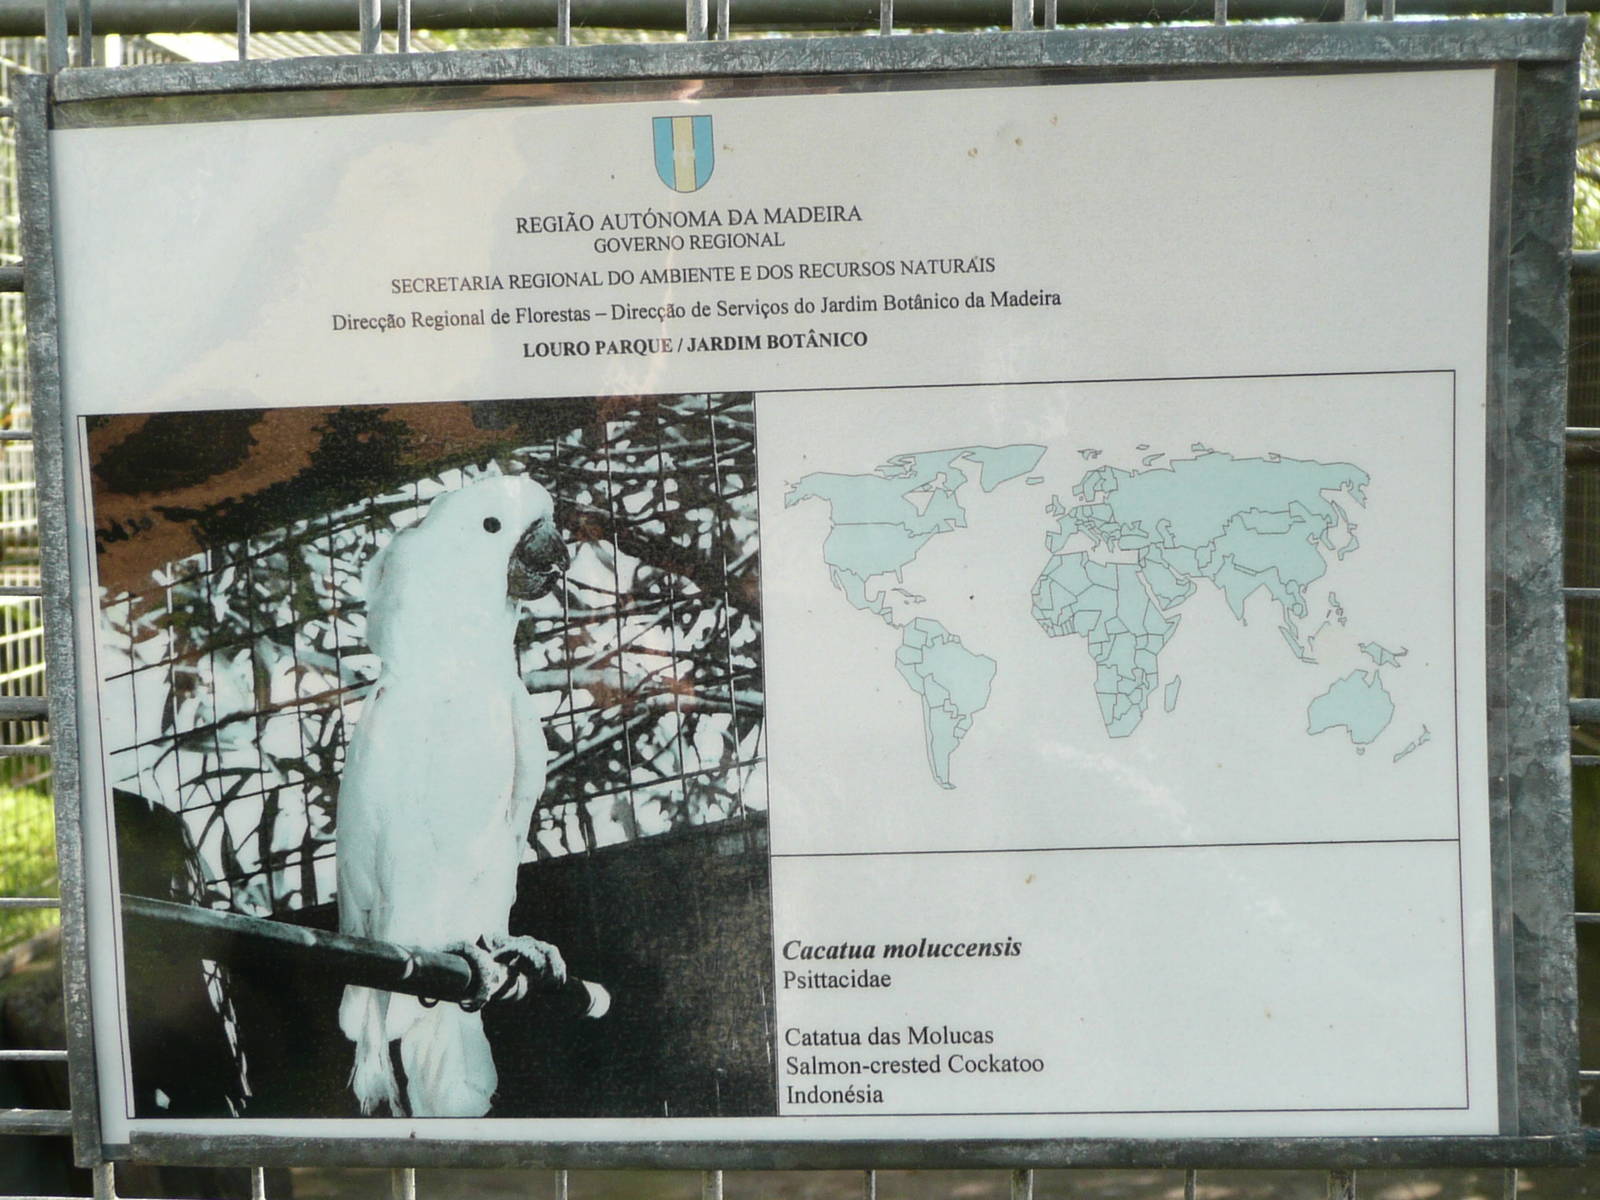 REGIÃO AUTÓNOMA DA MADEIRA
GOVERNO REGIONAL
SECRETARIA REGIONAL DO AMBIENTE E DOS RECURSOS NATURAIS
Direcção Regional de Florestas – Direcção de Serviços do Jardim Botânico da Madeira
LOURO PARQUE / JARDIM BOTÂNICO
Cacatua moluccensis
Psittacidae
Catatua das Molucas
Salmon-crested Cockatoo
Indonésia